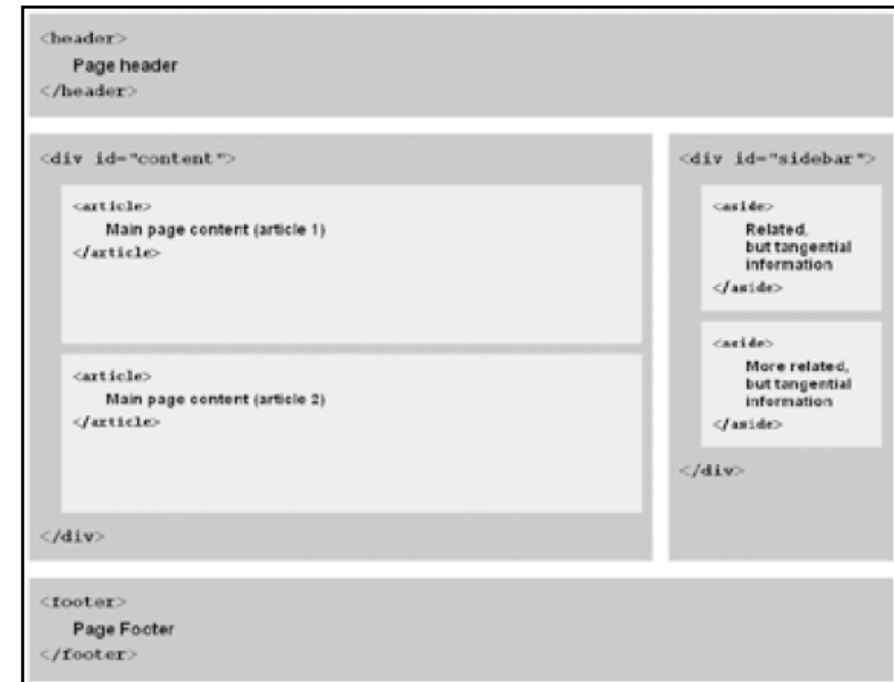 <header>
Page header
</header>
<div id="content">
<article>
Main page content (article 1)
</article>
<article>
Main page content (article 2)
</article>
</div>
<div id="sidebar">
<aside>
Related,
but tangential
information
</aside>
<aside>
More related,
but tangential
information
</aside>
</div>
<footer>
Page Footer
</footer>